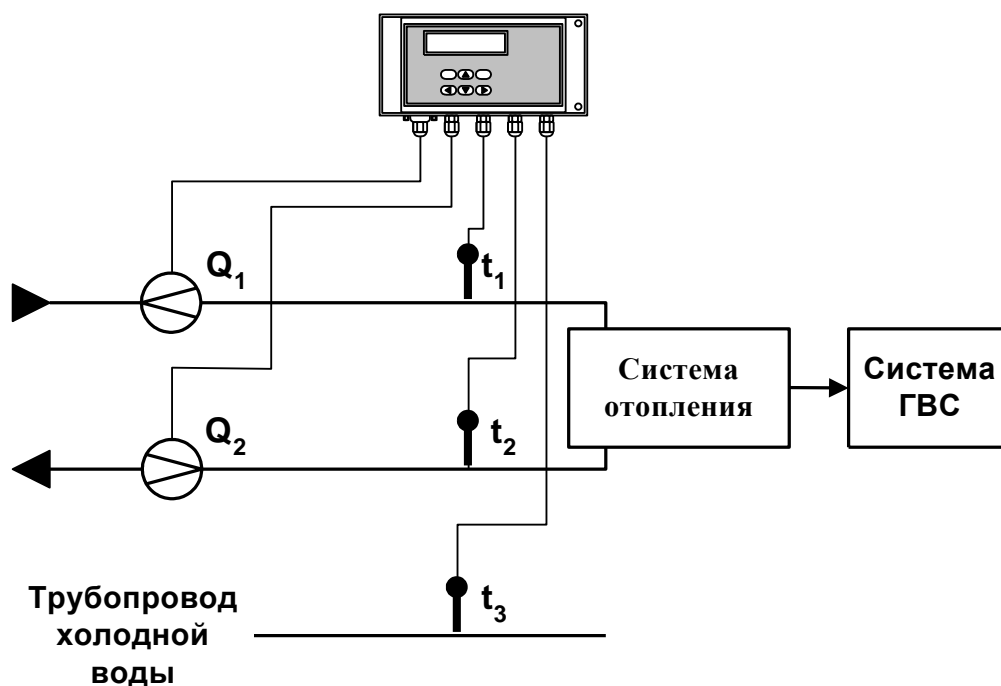 Q1
t1
Система
отопления
Система
ГВС
Q2
t2
Трубопровод
холодной
воды
t3